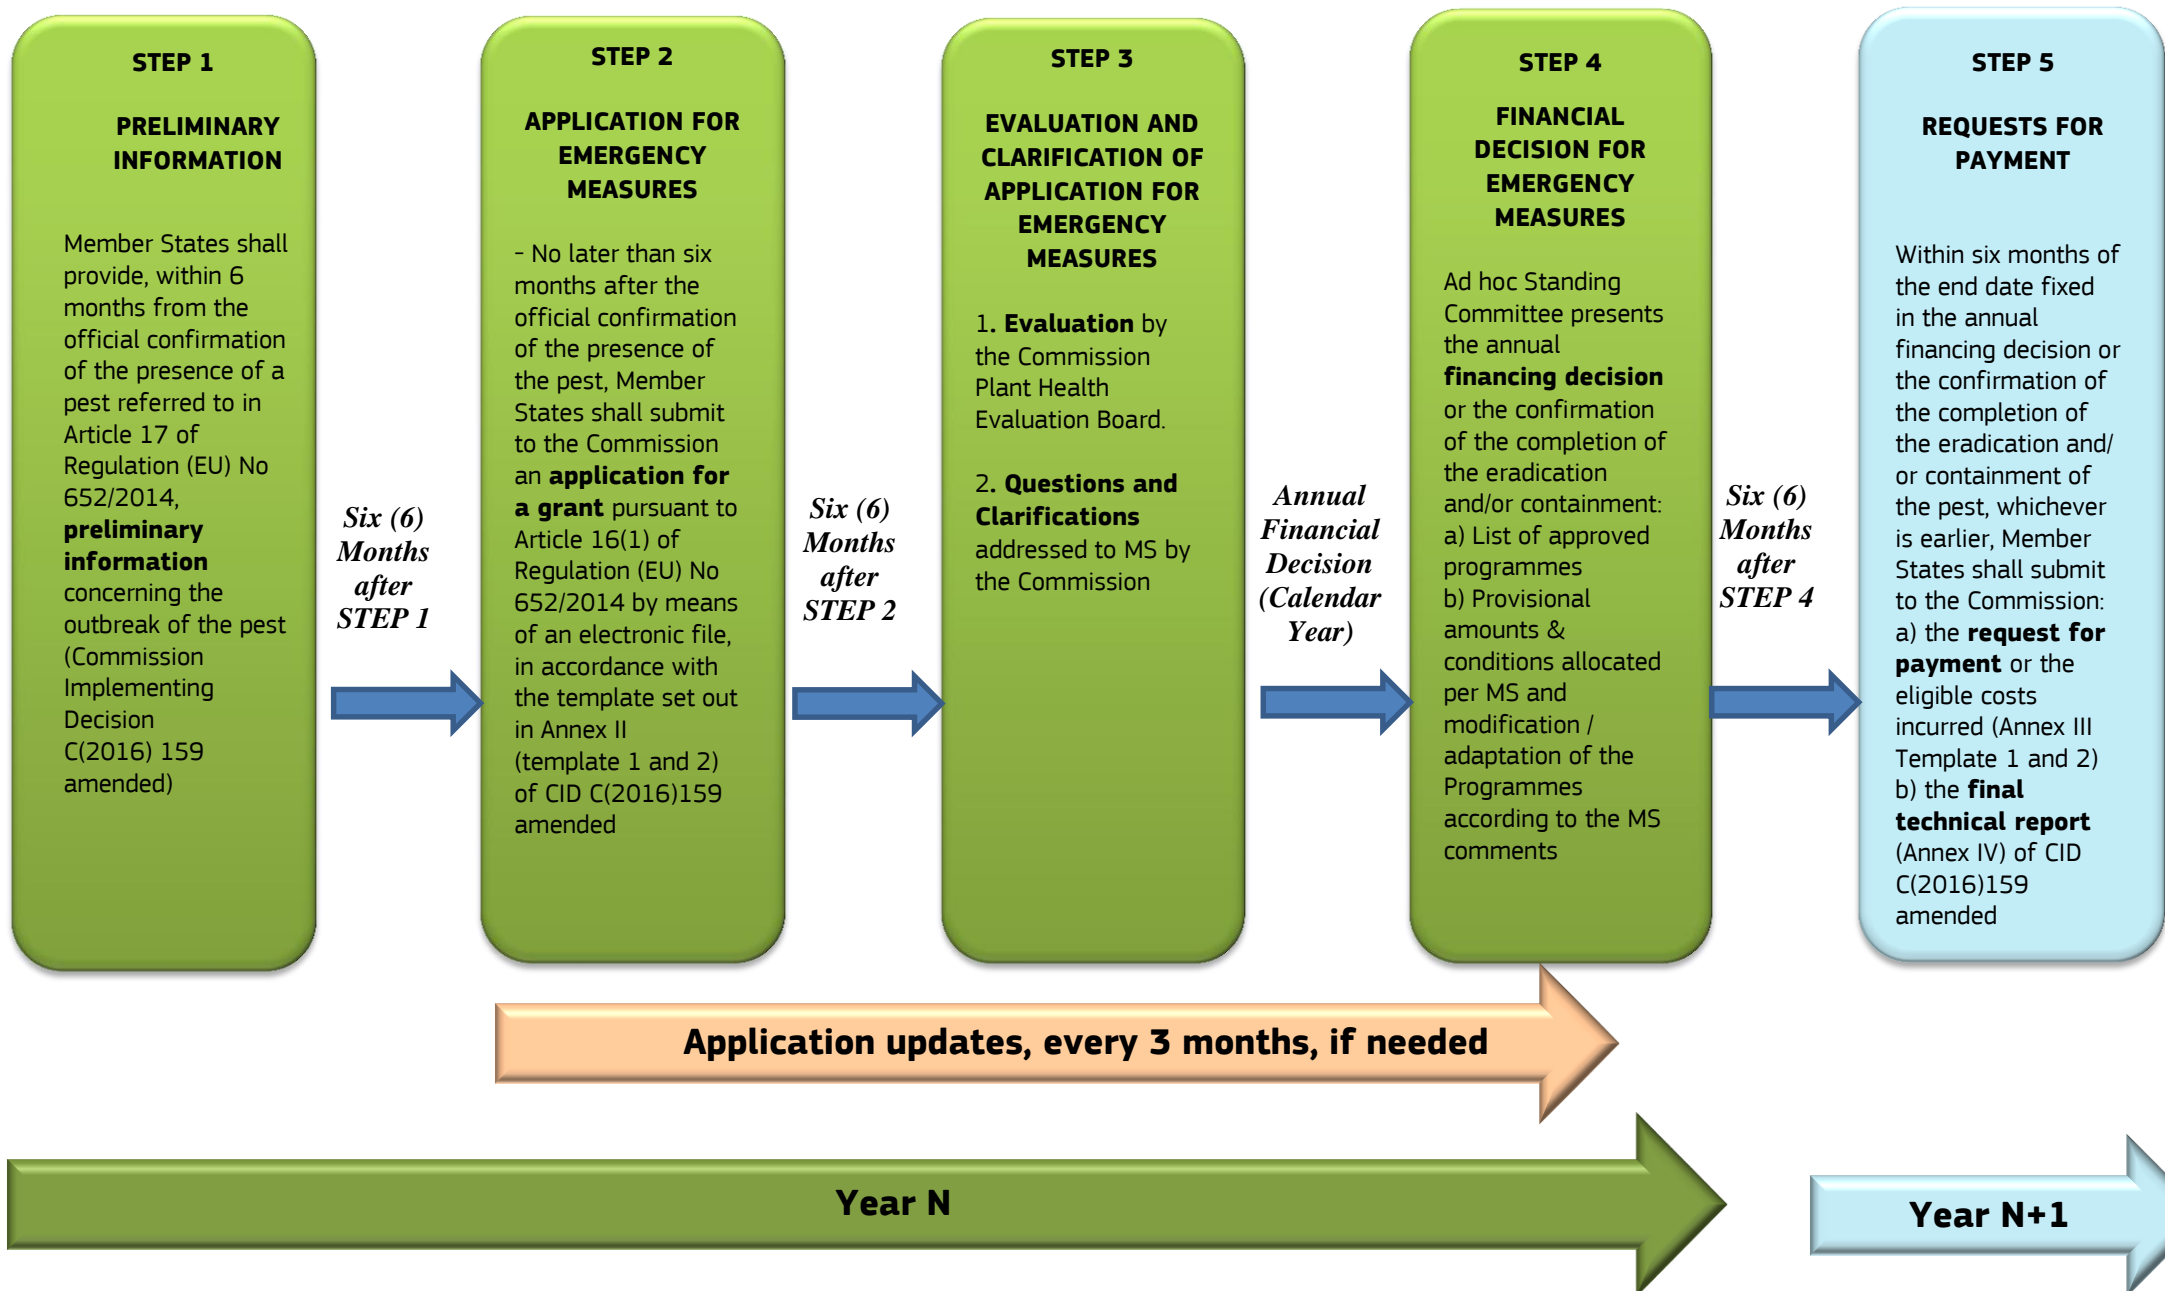 STEP 1
PRELIMINARY
INFORMATION
Member States shall
provide, within 6
months from the
official confirmation
of the presence of a
pest referred to in
Article 17 of
Regulation (EU) No
652/2014,
preliminary
information
concerning the
outbreak of the pest
(Commission
Implementing
Decision
C(2016) 159
amended)
Six (6)
Months
after
STEP 1
STEP 2
APPLICATION FOR
EMERGENCY
MEASURES
- No later than six
months after the
official confirmation
of the presence of
the pest, Member
States shall submit
to the Commission
an application for
a grant pursuant to
Article 16(1) of
Regulation (EU) No
652/2014 by means
of an electronic file,
in accordance with
the template set out
in Annex II
(template 1 and 2)
of CID C(2016)159
amended
Six (6)
Months
after
STEP 2
STEP 3
EVALUATION AND
CLARIFICATION OF
APPLICATION FOR
EMERGENCY
MEASURES
1. Evaluation by
the Commission
Plant Health
Evaluation Board.
2. Questions and
Clarifications
addressed to MS by
the Commission
Annual
Financial
Decision
(Calendar
Year)
STEP 4
FINANCIAL
DECISION FOR
EMERGENCY
MEASURES
Ad hoc Standing
Committee presents
the annual
financing decision
or the confirmation
of the completion of
the eradication
and/or containment:
a) List of approved
programmes
b) Provisional
amounts &
conditions allocated
per MS and
modification /
adaptation of the
Programmes
according to the MS
comments
Six (6)
Months
after
STEP 4
STEP 5
REQUESTS FOR
PAYMENT
Within six months of
the end date fixed
in the annual
financing decision or
the confirmation of
the completion of
the eradication and/
or containment of
the pest, whichever
is earlier, Member
States shall submit
to the Commission:
a) the request for
payment or the
eligible costs
incurred (Annex III
Template 1 and 2)
b) the final
technical report
(Annex IV) of CID
C(2016)159
amended
Application updates, every 3 months, if needed
Year N
Year N+1